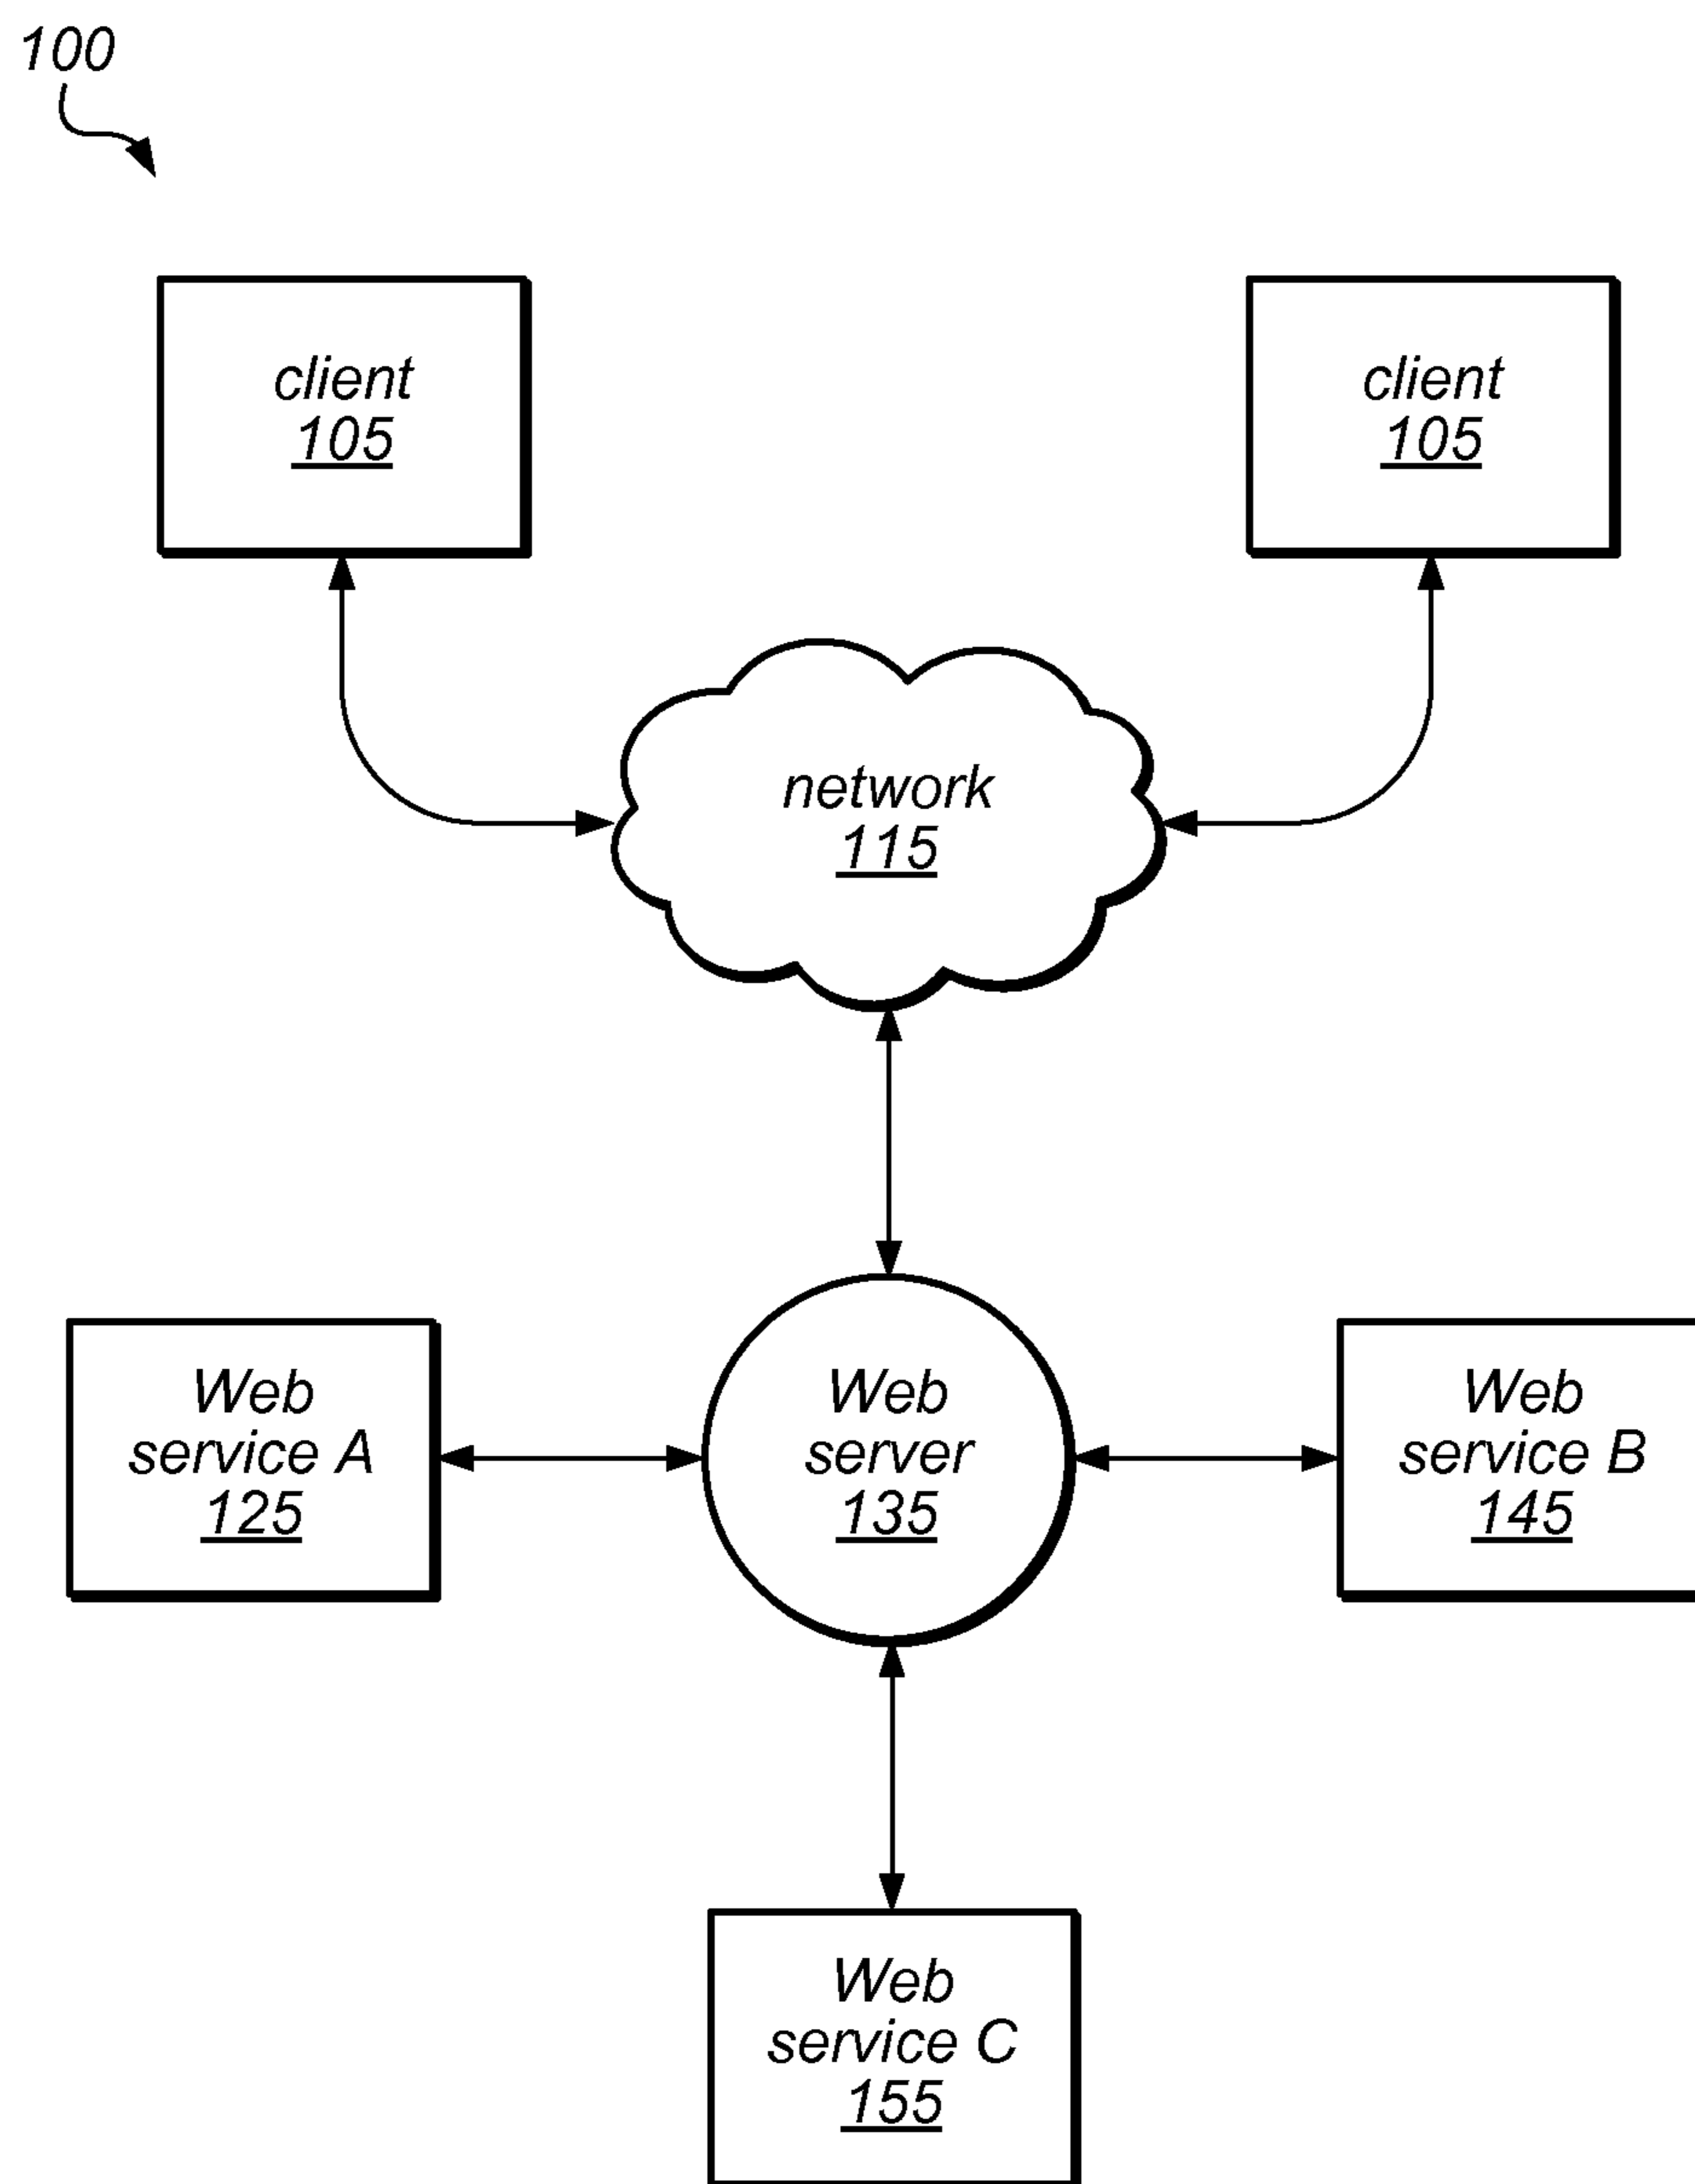 100
client
105
client
105
network
115
Web
service A
125
Web
server
135
Web
service B
145
Web
service C
155